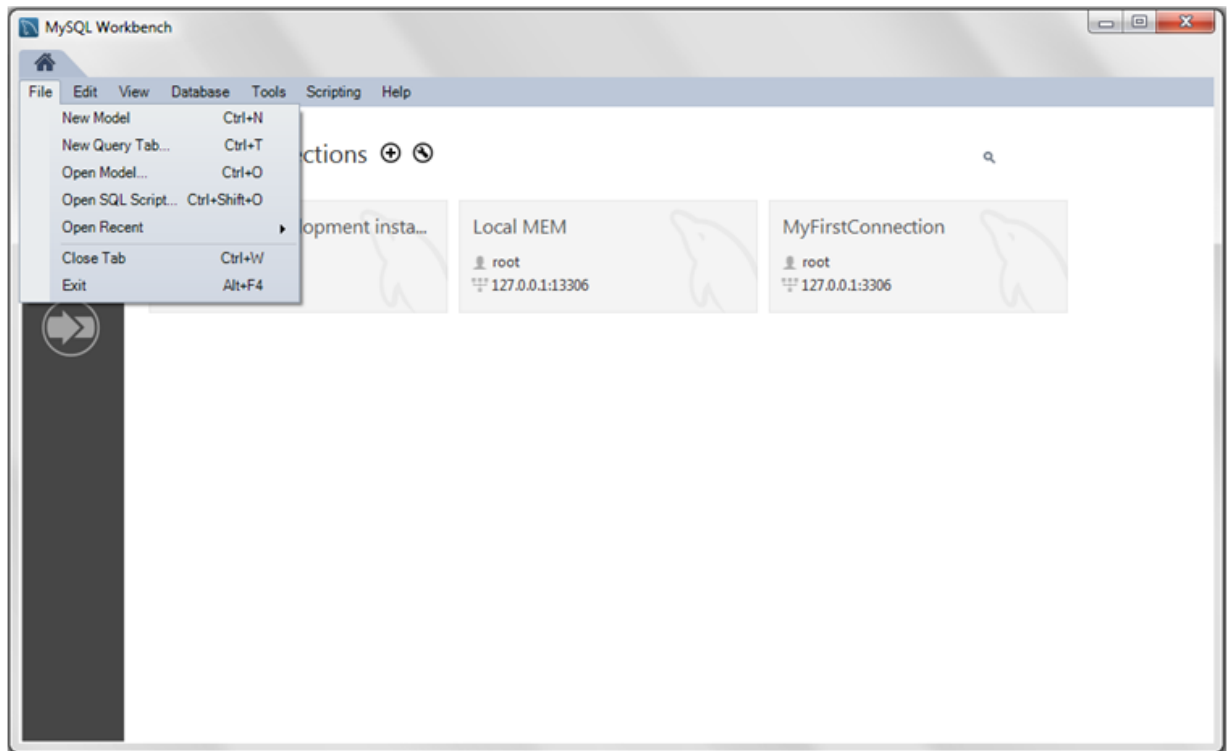 MySQL Workbench
File Edit View Database Tools Scripting Help
New Model Ctrl+N
New Query Tab... Ctrl+T
Open Model... Ctrl+O
Open SQL Script... Ctrl+Shift+O
Open Recent
Close Tab Ctrl+W
Exit Alt+F4
ctions
lopment insta...
Local MEM
root
127.0.0.1:13306
MyFirstConnection
root
127.0.0.1:3306